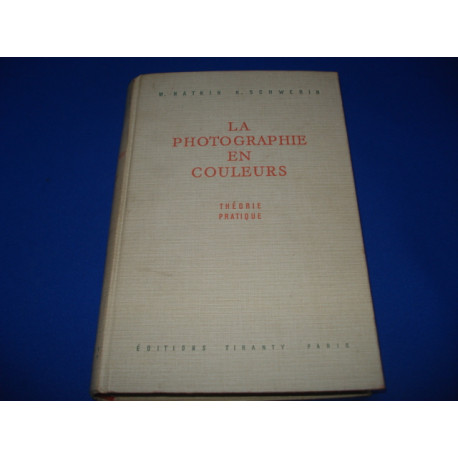 LA
PHOTOGRAPHIE
EN
COULEURS
THÉORIE
PRATIQUE
ÉDITIONS TIRANTY PARIS